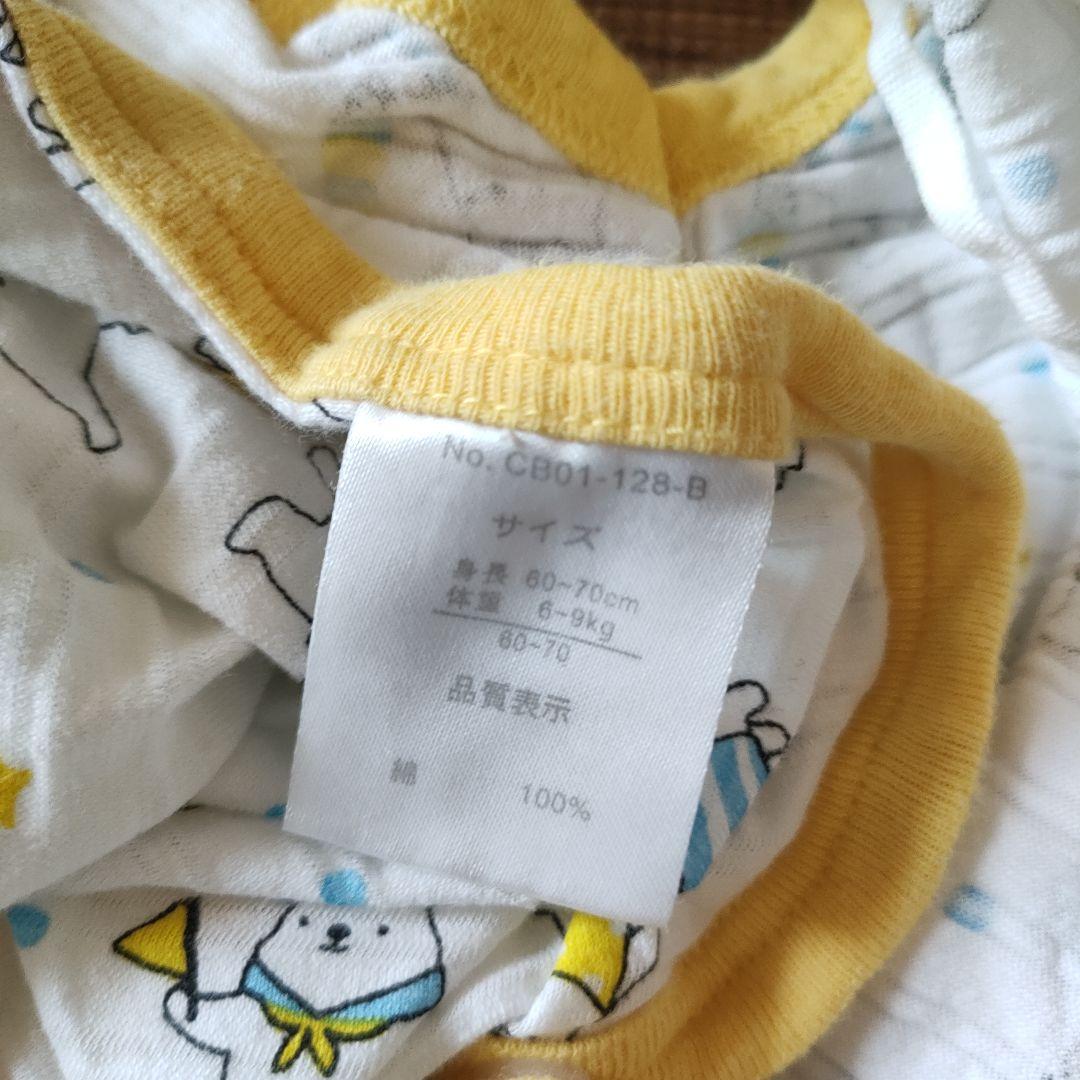 No. CB01-128-B
サイズ
身長 60~70cm
体重 6~9kg
60-70
品質表示
綿 100%